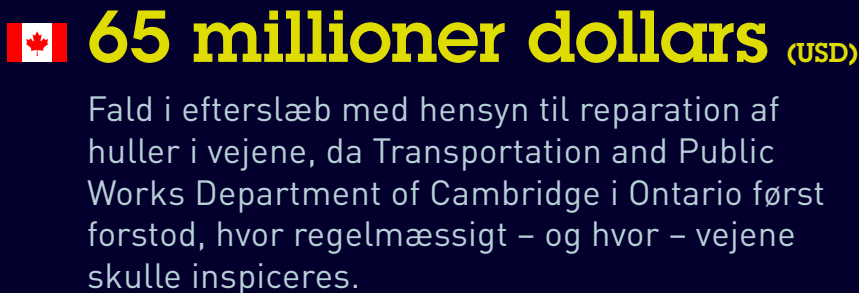 65 millioner dollars (USD)
Fald i efterslæb med hensyn til reparation af
huller i vejene, da Transportation and Public
Works Department of Cambridge i Ontario først
forstod, hvor regelmæssigt – og hvor – vejene
skulle inspiceres.